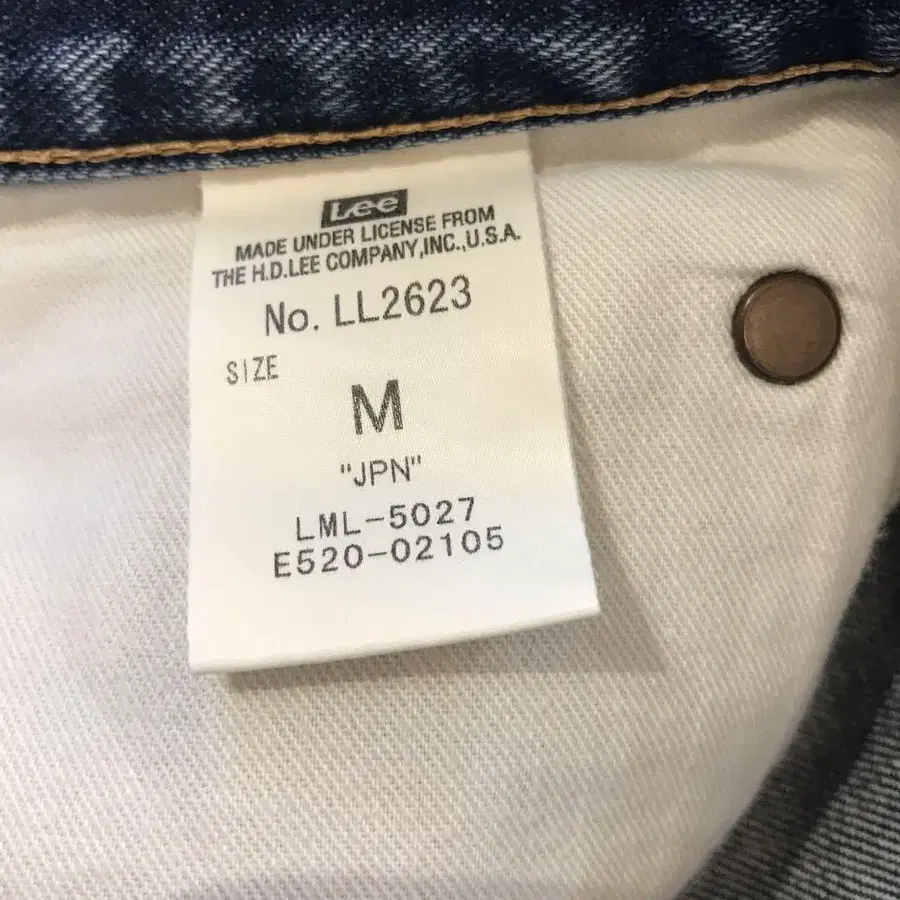 Lee
MADE UNDER LICENSE FROM
THE H.D.LEE COMPANY,INC.,U.S.A.
No. LL2623
SIZE
M
"JPN"
LML-5027
E520-02105